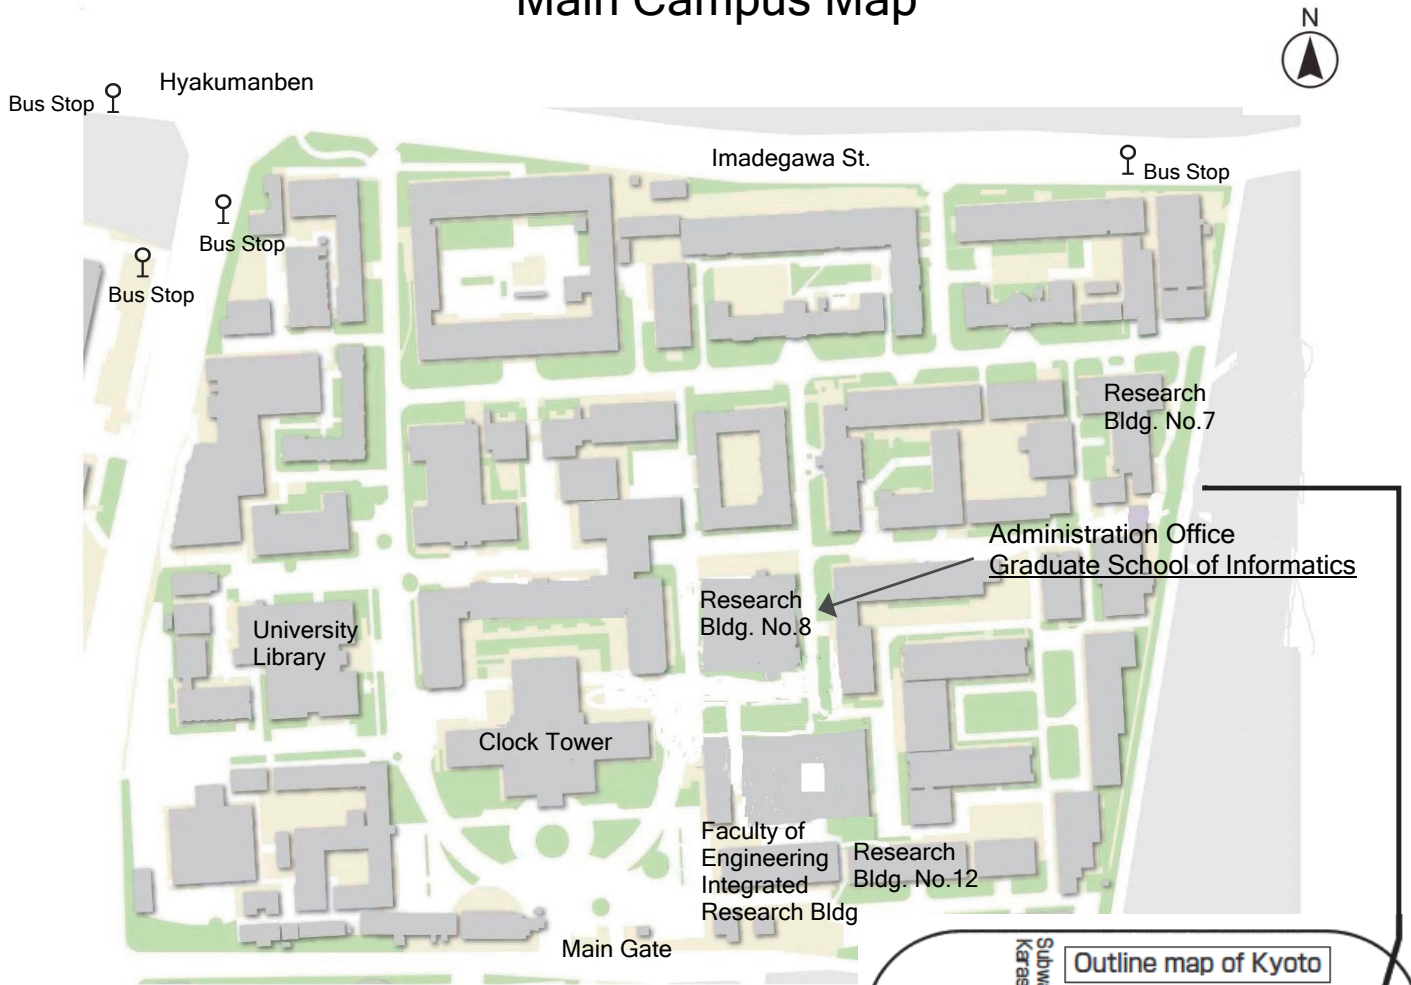 Main Campus Map
N
Hyakumanben
Bus Stop
Imadegawa St.
Bus Stop
Bus Stop
Bus Stop
Research
Bldg. No.7
Administration Office
Graduate School of Informatics
Research
Bldg. No.8
University
Library
Clock Tower
Faculty of
Engineering
Integrated
Research Bldg
Research
Bldg. No.12
Main Gate
Outline map of Kyoto